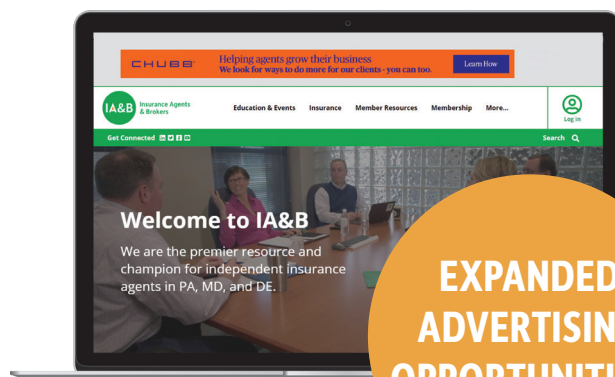 CHUBB
Helping agents grow their business
We look for ways to do more for our clients - you can too.
Learn How
IA&B
Insurance Agents
& Brokers
Education & Events
Insurance
Member Resources
Membership
More...
Log in
Get Connected
Search
Welcome to IA&B
We are the premier resource and
champion for independent insurance
agents in PA, MD, and DE.
EXPANDED
ADVERTISIN
OPPORTUNITI